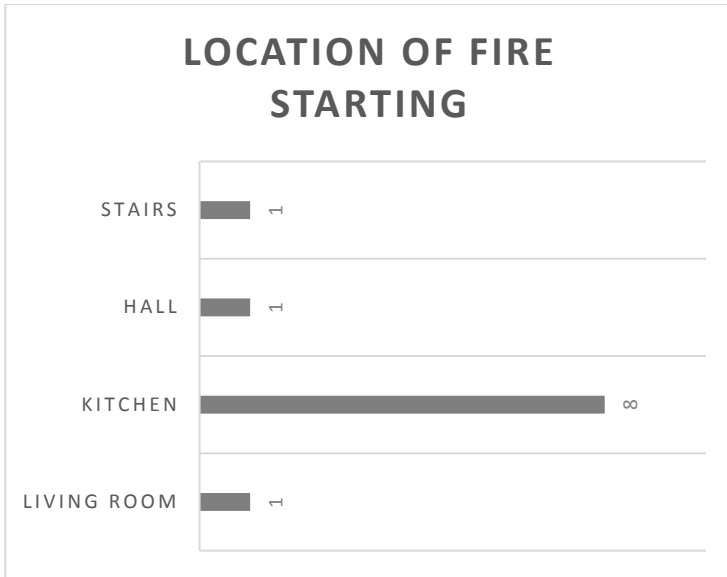 LOCATION OF FIRE
STARTING
STAIRS 1
HALL 1
KITCHEN 8
LIVING ROOM 1